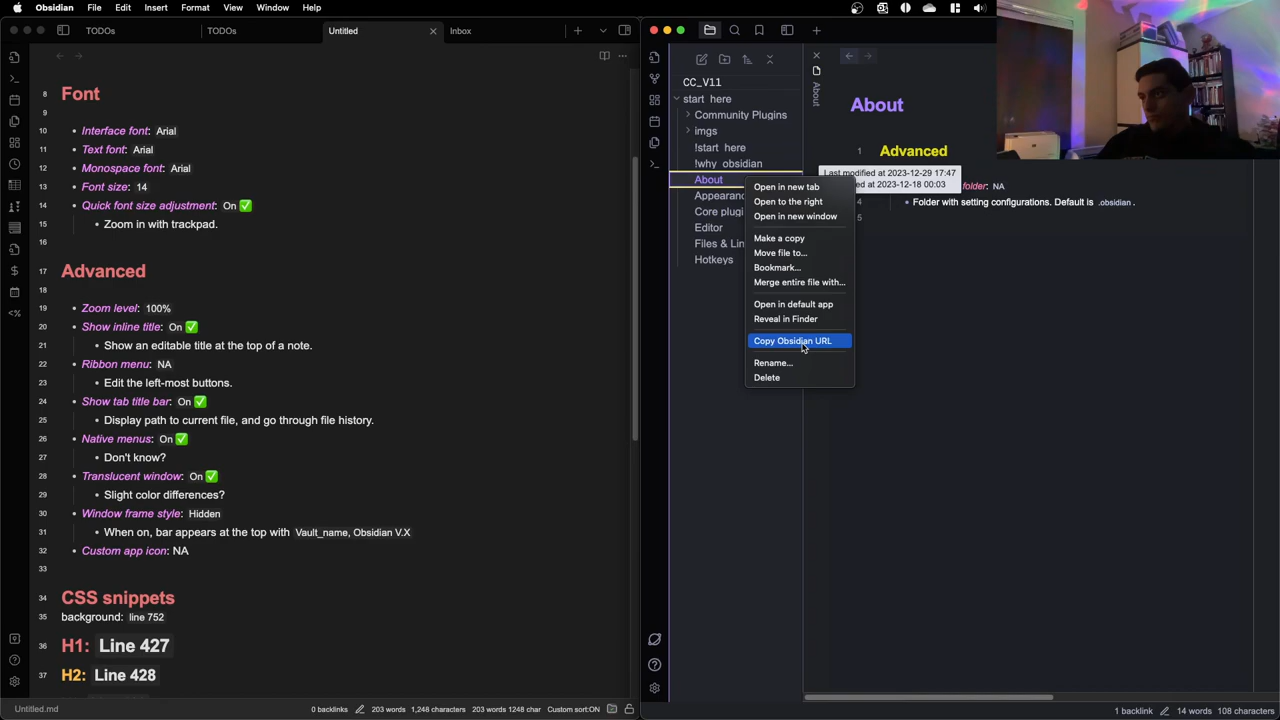 Obsidian File Edit Insert Format View Window Help
TODOs TODOs Untitled Inbox
8 Font
9
10 • Interface font: Arial
11 • Text font: Arial
12 • Monospace font: Arial
13 • Font size: 14
14 • Quick font size adjustment: On ✅
15 • Zoom in with trackpad.
16
17 Advanced
18
19 • Zoom level: 100%
20 • Show inline title: On ✅
21 • Show an editable title at the top of a note.
22 • Ribbon menu: NA
23 • Edit the left-most buttons.
24 • Show tab title bar: On ✅
25 • Display path to current file, and go through file history.
26 • Native menus: On ✅
27 • Don't know?
28 • Translucent window: On ✅
29 • Slight color differences?
30 • Window frame style: Hidden
31 • When on, bar appears at the top with Vault_name, Obsidian V.X
32 • Custom app icon: NA
33
34 CSS snippets
35 background: line 752
36 H1: Line 427
37 H2: Line 428
Untitled.md 0 backlinks 203 words 1,248 characters 203 words 1248 char Custom sort:ON
CC_V11
start here
Community Plugins
imgs
!start here
!why obsidian
About
Appearanc
Core plugi
Editor
Files & Lin
Hotkeys
Open in new tab
Open to the right
Open in new window
Make a copy
Move file to...
Bookmark...
Merge entire file with...
Open in default app
Reveal in Finder
Copy Obsidian URL
Rename...
Delete
About
About
1 Advanced
Last modified at 2023-12-29 17:47
ed at 2023-12-18 00:03
folder: NA
4 • Folder with setting configurations. Default is .obsidian .
5
1 backlink 14 words 108 characters